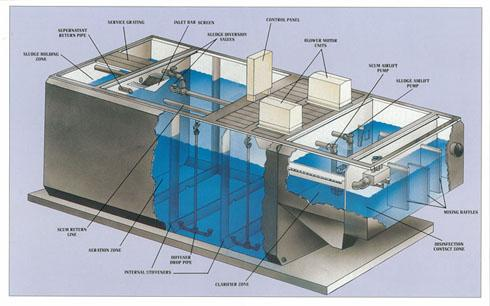 SERVICE GRATING
SUPERNATANT
RETURN PIPE
SLUDGE HOLDING
ZONE
INLET BAR SCREEN
SLUDGE DIVERSION
VALVES
CONTROL PANEL
BLOWER MOTOR
UNITS
SCUM AIRLIFT
PUMP
SLUDGE AIRLIFT
PUMP
SCUM RETURN
LINE
AERATION ZONE
INTERNAL STIFFENERS
DIFFUSER
DROP PIPE
CLARIFIER ZONE
MIXING BAFFLES
DISINFECTION
CONTACT ZONE